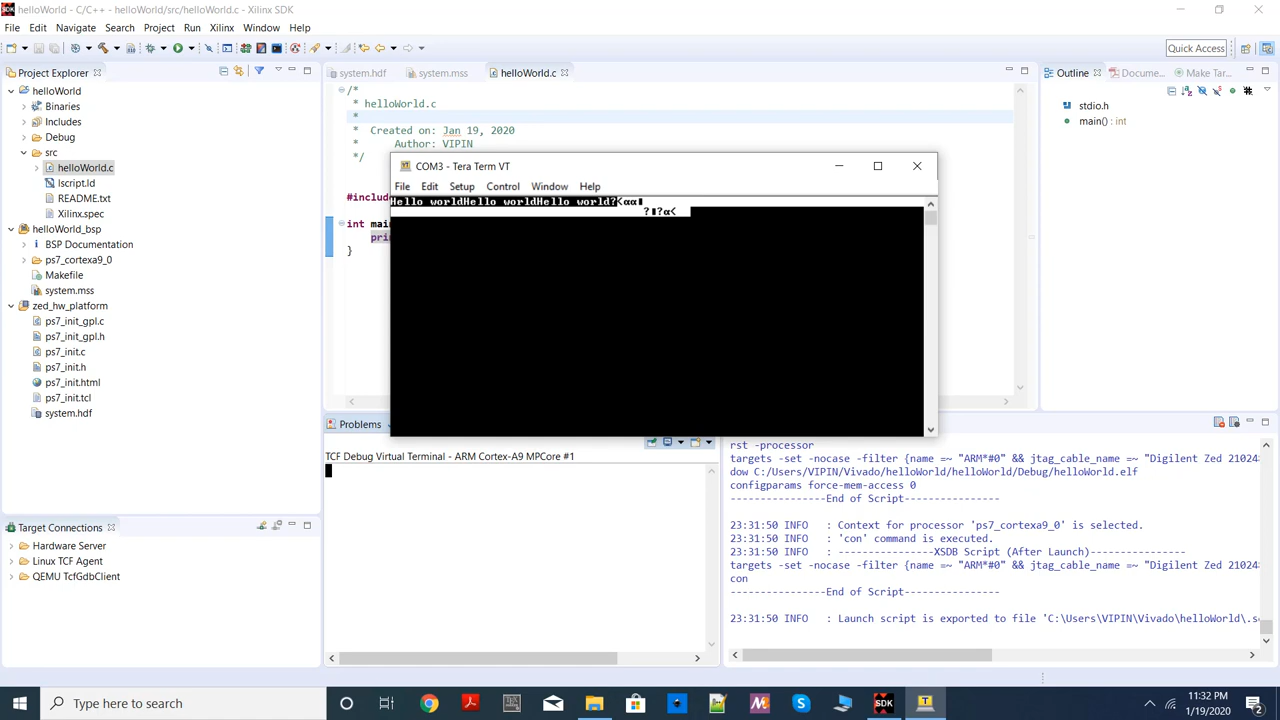 helloWorld - C/C++ - helloWorld/src/helloWorld.c - Xilinx SDK
File Edit Navigate Search Project Run Xilinx Window Help
Quick Access
Project Explorer
helloWorld
Binaries
Includes
Debug
src
helloWorld.c
lscript.ld
README.txt
Xilinx.spec
helloWorld_bsp
BSP Documentation
ps7_cortexa9_0
Makefile
system.mss
zed_hw_platform
ps7_init_gpl.c
ps7_init_gpl.h
ps7_init.c
ps7_init.h
ps7_init.html
ps7_init.tcl
system.hdf
Target Connections
Hardware Server
Linux TCF Agent
QEMU TcfGdbClient
system.hdf system.mss helloWorld.c
/*
* helloWorld.c
*
* Created on: Jan 19, 2020
* Author: VIPIN
*/
#include
int mai
prin
}
COM3 - Tera Term VT
File Edit Setup Control Window Help
Hello worldHello worldHello world?<αα
?▮?α<
Outline Docume... Make Tar...
stdio.h
main() : int
Problems
TCF Debug Virtual Terminal - ARM Cortex-A9 MPCore #1
rst -processor
targets -set -nocase -filter {name =~ "ARM*#0" && jtag_cable_name =~ "Digilent Zed 21024
dow C:/Users/VIPIN/Vivado/helloWorld/helloWorld/Debug/helloWorld.elf
configparams force-mem-access 0
----------------End of Script----------------
23:31:50 INFO : Context for processor 'ps7_cortexa9_0' is selected.
23:31:50 INFO : 'con' command is executed.
23:31:50 INFO : ----------------XSDB Script (After Launch)----------------
targets -set -nocase -filter {name =~ "ARM*#0" && jtag_cable_name =~ "Digilent Zed 21024
con
----------------End of Script----------------
23:31:50 INFO : Launch script is exported to file 'C:\Users\VIPIN\Vivado\helloWorld\.s
Type here to search
11:32 PM
1/19/2020
2